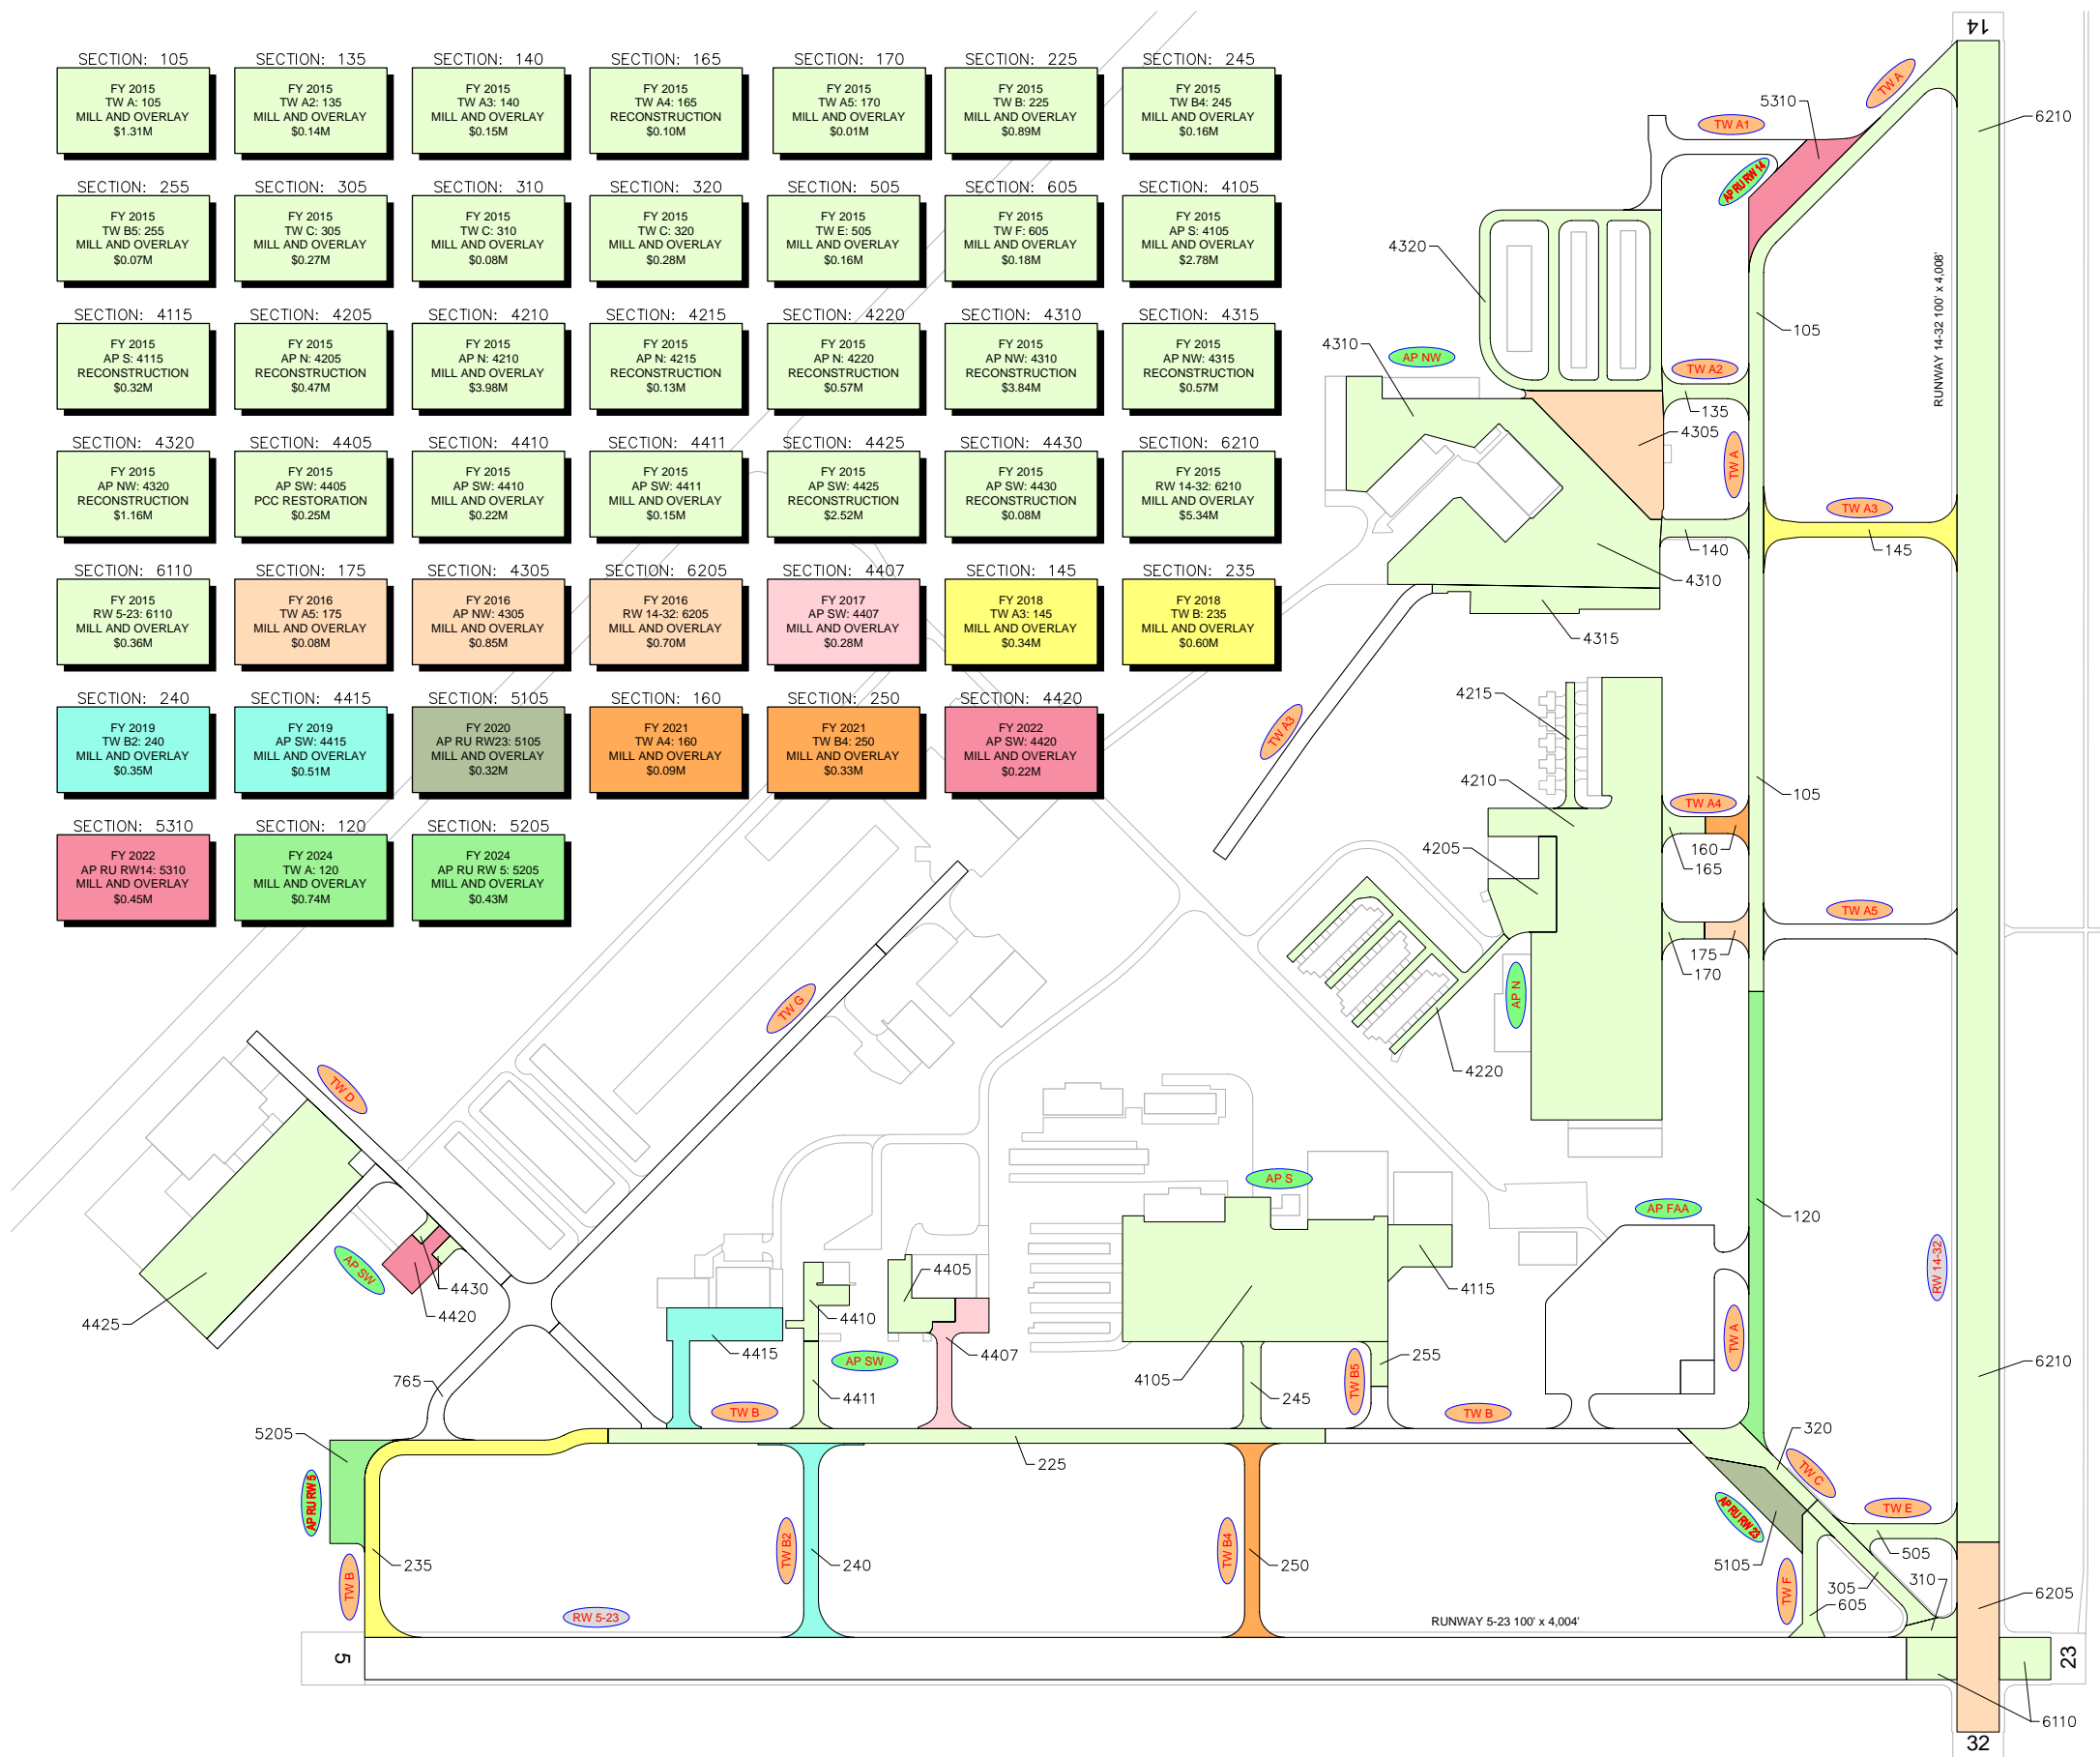 SECTION: 105
FY 2015
TW A: 105
MILL AND OVERLAY
$1.31M
SECTION: 135
FY 2015
TW A2: 135
MILL AND OVERLAY
$0.14M
SECTION: 140
FY 2015
TW A3: 140
MILL AND OVERLAY
$0.15M
SECTION: 165
FY 2015
TW A4: 165
RECONSTRUCTION
$0.10M
SECTION: 170
FY 2015
TW A5: 170
MILL AND OVERLAY
$0.01M
SECTION: 225
FY 2015
TW B: 225
MILL AND OVERLAY
$0.89M
SECTION: 245
FY 2015
TW B4: 245
MILL AND OVERLAY
$0.16M
SECTION: 255
FY 2015
TW B5: 255
MILL AND OVERLAY
$0.07M
SECTION: 305
FY 2015
TW C: 305
MILL AND OVERLAY
$0.27M
SECTION: 310
FY 2015
TW C: 310
MILL AND OVERLAY
$0.08M
SECTION: 320
FY 2015
TW C: 320
MILL AND OVERLAY
$0.28M
SECTION: 505
FY 2015
TW E: 505
MILL AND OVERLAY
$0.16M
SECTION: 605
FY 2015
TW F: 605
MILL AND OVERLAY
$0.18M
SECTION: 4105
FY 2015
AP S: 4105
MILL AND OVERLAY
$2.78M
SECTION: 4115
FY 2015
AP S: 4115
RECONSTRUCTION
$0.32M
SECTION: 4205
FY 2015
AP N: 4205
RECONSTRUCTION
$0.47M
SECTION: 4210
FY 2015
AP N: 4210
MILL AND OVERLAY
$3.98M
SECTION: 4215
FY 2015
AP N: 4215
RECONSTRUCTION
$0.13M
SECTION: 4220
FY 2015
AP N: 4220
RECONSTRUCTION
$0.57M
SECTION: 4310
FY 2015
AP NW: 4310
RECONSTRUCTION
$3.84M
SECTION: 4315
FY 2015
AP NW: 4315
RECONSTRUCTION
$0.57M
SECTION: 4320
FY 2015
AP NW: 4320
RECONSTRUCTION
$1.16M
SECTION: 4405
FY 2015
AP SW: 4405
PCC RESTORATION
$0.25M
SECTION: 4410
FY 2015
AP SW: 4410
MILL AND OVERLAY
$0.22M
SECTION: 4411
FY 2015
AP SW: 4411
MILL AND OVERLAY
$0.15M
SECTION: 4425
FY 2015
AP SW: 4425
RECONSTRUCTION
$2.52M
SECTION: 4430
FY 2015
AP SW: 4430
RECONSTRUCTION
$0.08M
SECTION: 6210
FY 2015
RW 14-32: 6210
MILL AND OVERLAY
$5.34M
SECTION: 6110
FY 2015
RW 5-23: 6110
MILL AND OVERLAY
$0.36M
SECTION: 175
FY 2016
TW A5: 175
MILL AND OVERLAY
$0.08M
SECTION: 4305
FY 2016
AP NW: 4305
MILL AND OVERLAY
$0.85M
SECTION: 6205
FY 2016
RW 14-32: 6205
MILL AND OVERLAY
$0.70M
SECTION: 4407
FY 2017
AP SW: 4407
MILL AND OVERLAY
$0.28M
SECTION: 145
FY 2018
TW A3: 145
MILL AND OVERLAY
$0.34M
SECTION: 235
FY 2018
TW B: 235
MILL AND OVERLAY
$0.60M
SECTION: 240
FY 2019
TW B2: 240
MILL AND OVERLAY
$0.35M
SECTION: 4415
FY 2019
AP SW: 4415
MILL AND OVERLAY
$0.51M
SECTION: 5105
FY 2020
AP RU RW23: 5105
MILL AND OVERLAY
$0.32M
SECTION: 160
FY 2021
TW A4: 160
MILL AND OVERLAY
$0.09M
SECTION: 250
FY 2021
TW B4: 250
MILL AND OVERLAY
$0.33M
SECTION: 4420
FY 2022
AP SW: 4420
MILL AND OVERLAY
$0.22M
SECTION: 5310
FY 2022
AP RU RW14: 5310
MILL AND OVERLAY
$0.45M
SECTION: 120
FY 2024
TW A: 120
MILL AND OVERLAY
$0.74M
SECTION: 5205
FY 2024
AP RU RW 5: 5205
MILL AND OVERLAY
$0.43M
14
TW A
5310
TW A1
6210
AP RU RW 14
4320
RUNWAY 14-32 100' x 4,008'
105
4310
AP NW
TW A2
135
4305
TW A
TW A3
140
145
4310
4315
4215
TW A3
4210
TW A4
105
4205
160
165
TW A5
175
170
AP N
TW G
4220
TW D
AP S
AP FAA
120
RW 14-32
AP SW
4430
4420
4425
4405
4410
4115
4415
4407
AP SW
255
TW B5
TW A
6210
765
4411
4105
245
TW B
TW B
5205
320
225
TW C
AP RU RW 5
AP RU RW 23
TW E
235
TW B2
240
TW B4
250
505
5105
TW B
TW F
305
310
605
6205
RW 5-23
RUNWAY 5-23 100' x 4,004'
5
23
6110
32